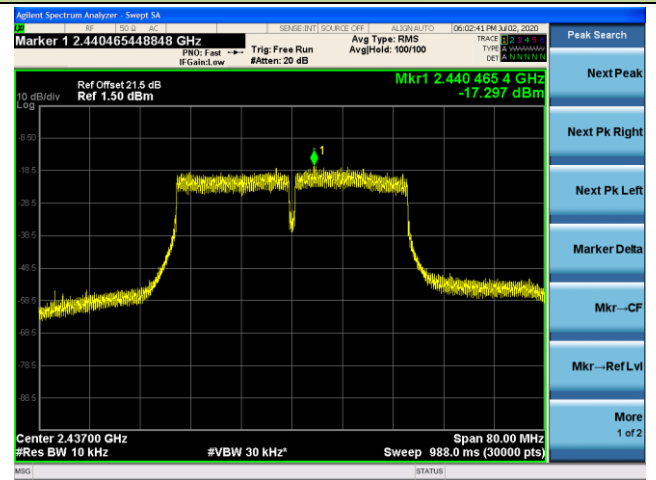 Agilent Spectrum Analyzer - Swept SA
RF 50 Ω AC SENSE:INT SOURCE OFF ALIGN AUTO 06:02:41 PM Jul 02, 2020
Marker 1 2.440465448848 GHz
PNO: Fast
IFGain:Low
Trig: Free Run
#Atten: 20 dB
Avg Type: RMS
Avg|Hold: 100/100
TRACE 1 2 3 4 5 6
TYPE A WWWWW
DET A N N N N N
Peak Search
Ref Offset 21.5 dB
10 dB/div Ref 1.50 dBm
Log
Mkr1 2.440 465 4 GHz
-17.297 dBm
1
-8.50
-18.5
-28.5
-38.5
-48.5
-58.5
-68.5
-78.5
-88.5
Center 2.43700 GHz
#Res BW 10 kHz
#VBW 30 kHz*
Span 80.00 MHz
Sweep 988.0 ms (30000 pts)
MSG
STATUS
Next Peak
Next Pk Right
Next Pk Left
Marker Delta
Mkr→CF
Mkr→Ref Lvl
More
1 of 2